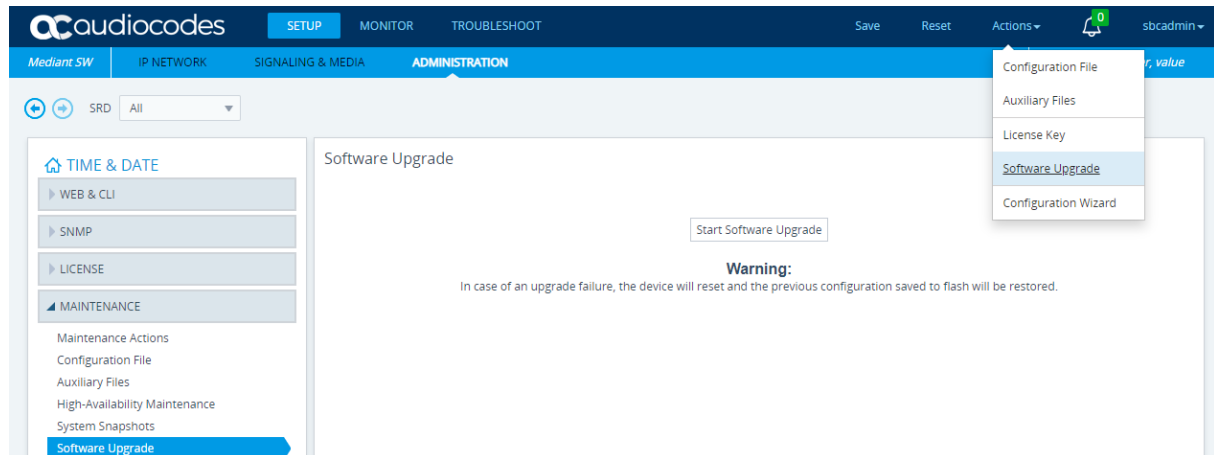 audiocodes SETUP MONITOR TROUBLESHOOT Save Reset Actions 0 sbcadmin
Mediant SW IP NETWORK SIGNALING & MEDIA ADMINISTRATION value
Configuration File
Auxiliary Files
License Key
Software Upgrade
Configuration Wizard
SRD All
TIME & DATE
WEB & CLI
SNMP
LICENSE
MAINTENANCE
Maintenance Actions
Configuration File
Auxiliary Files
High-Availability Maintenance
System Snapshots
Software Upgrade
Software Upgrade
Start Software Upgrade
Warning:
In case of an upgrade failure, the device will reset and the previous configuration saved to flash will be restored.